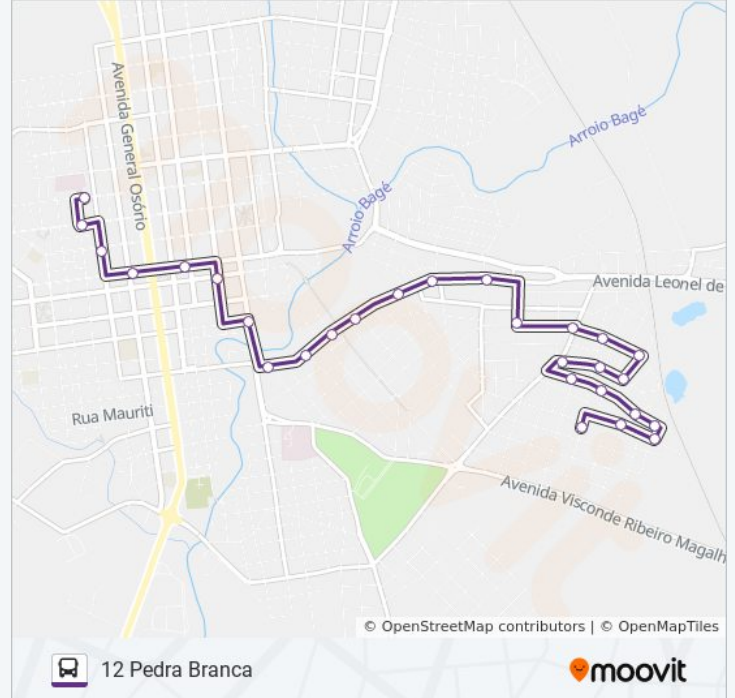 Avenida General Osório
Arroio Bagé
Arroio Bagé
Avenida Leonel de
Rua Mauriti
Avenida Visconde Ribeiro Magalh
© OpenStreetMap contributors | © OpenMapTiles
12 Pedra Branca
moovit